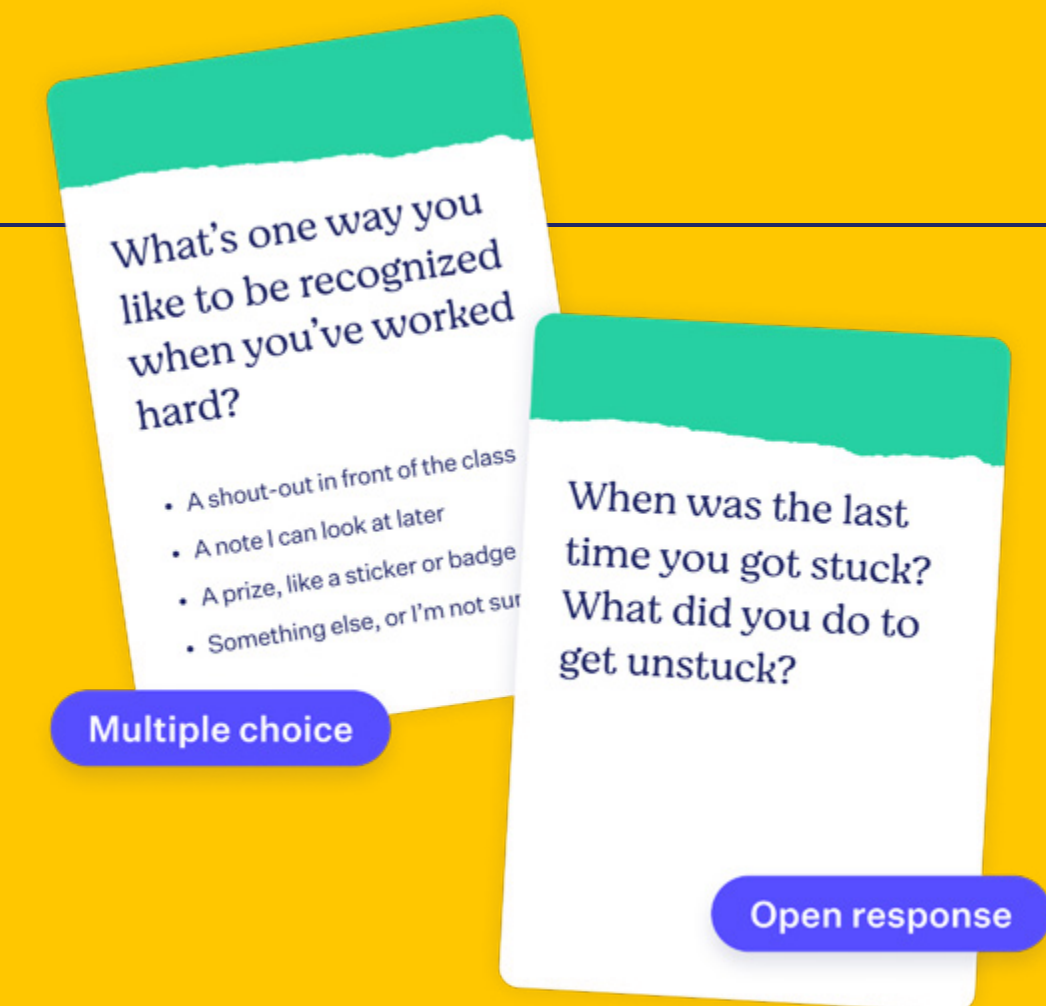 What’s one way you
like to be recognized
when you’ve worked
hard?
• A shout-out in front of the class
• A note I can look at later
• A prize, like a sticker or badge
• Something else, or I’m not
Multiple choice
When was the last
time you got stuck?
What did you do to
get unstuck?
Open response